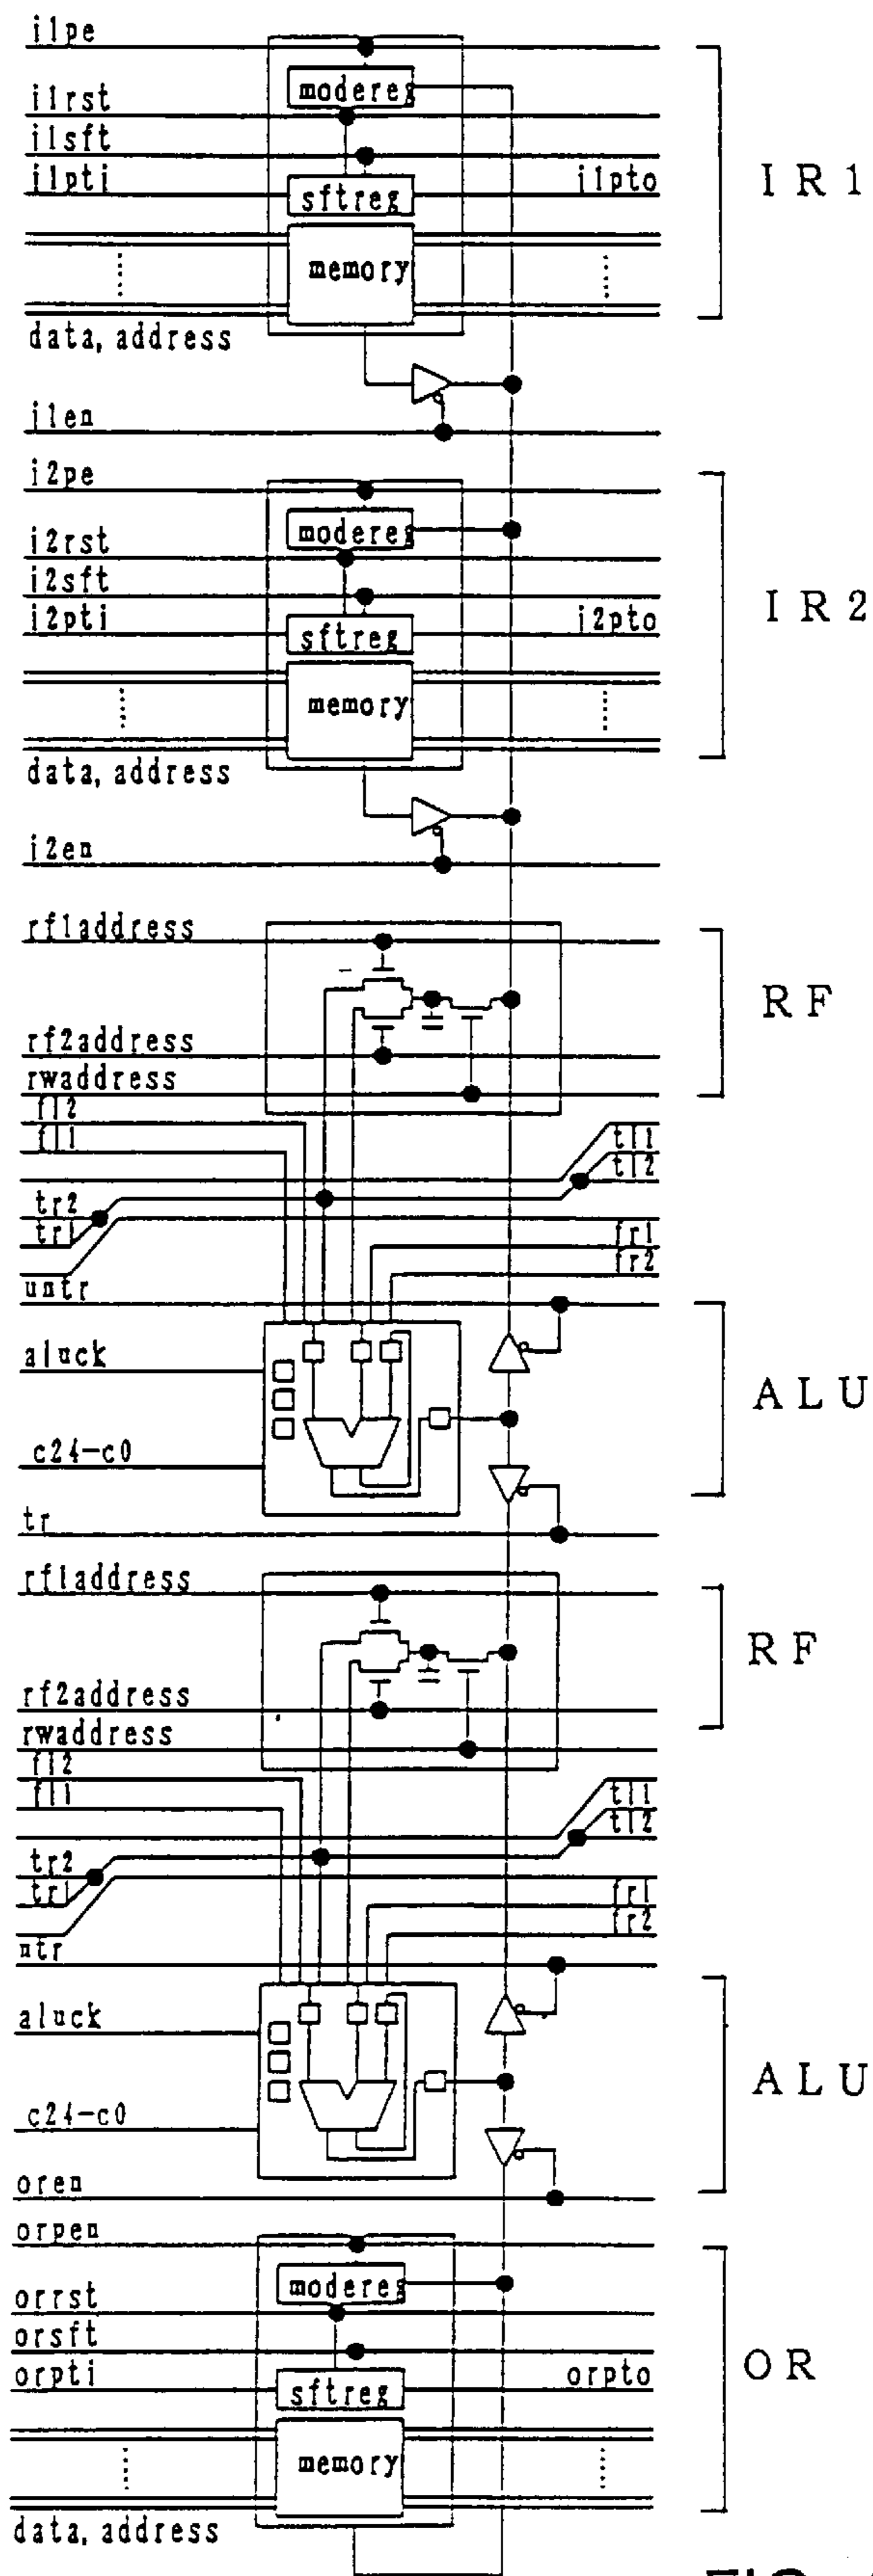 i1pe
modereg
i1rst
i1sft
i1pti
i1pto
sftreg
memory
data, address
IR1
i1en
i2pe
modereg
i2rst
i2sft
i2pti
i2pto
sftreg
memory
data, address
IR2
i2en
rf1address
rf2address
rwaddress
RF
fl2
fl1
tl1
tl2
tr2
tr1
fr1
fr2
untr
aluck
c24-c0
ALU
tr
rf1address
rf2address
rwaddress
RF
fl2
fl1
tl1
tl2
tr2
tr1
fr1
fr2
ntr
aluck
c24-c0
ALU
oren
orpen
modereg
orrst
orsft
orpti
orpto
sftreg
memory
data, address
OR